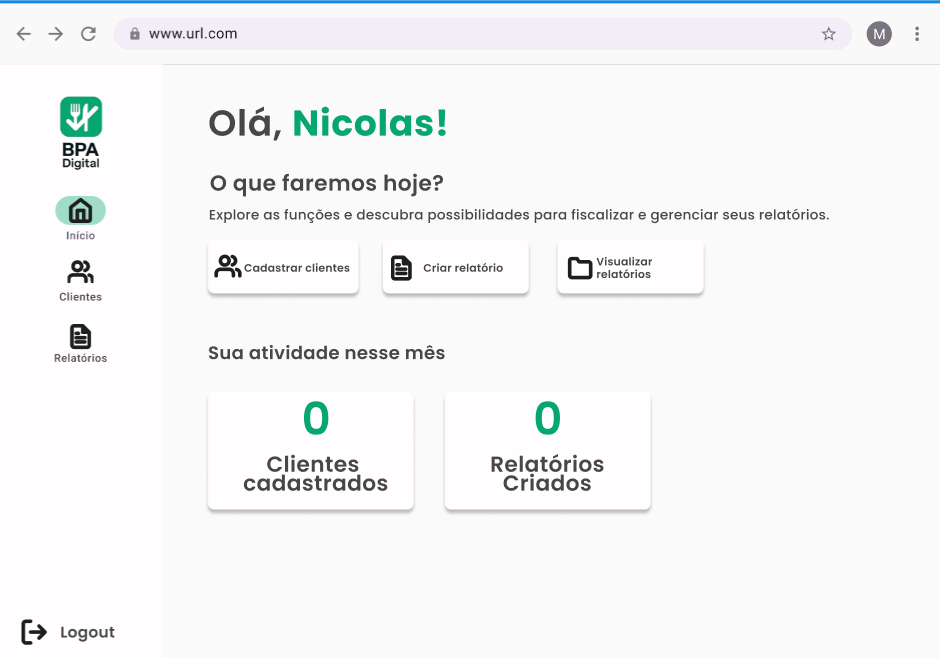 www.url.com
M
BPA
Digital
Início
Clientes
Relatórios
Logout
Olá, Nicolas!
O que faremos hoje?
Explore as funções e descubra possibilidades para fiscalizar e gerenciar seus relatórios.
Cadastrar clientes
Criar relatório
Visualizar
relatórios
Sua atividade nesse mês
0
Clientes
cadastrados
0
Relatórios
Criados